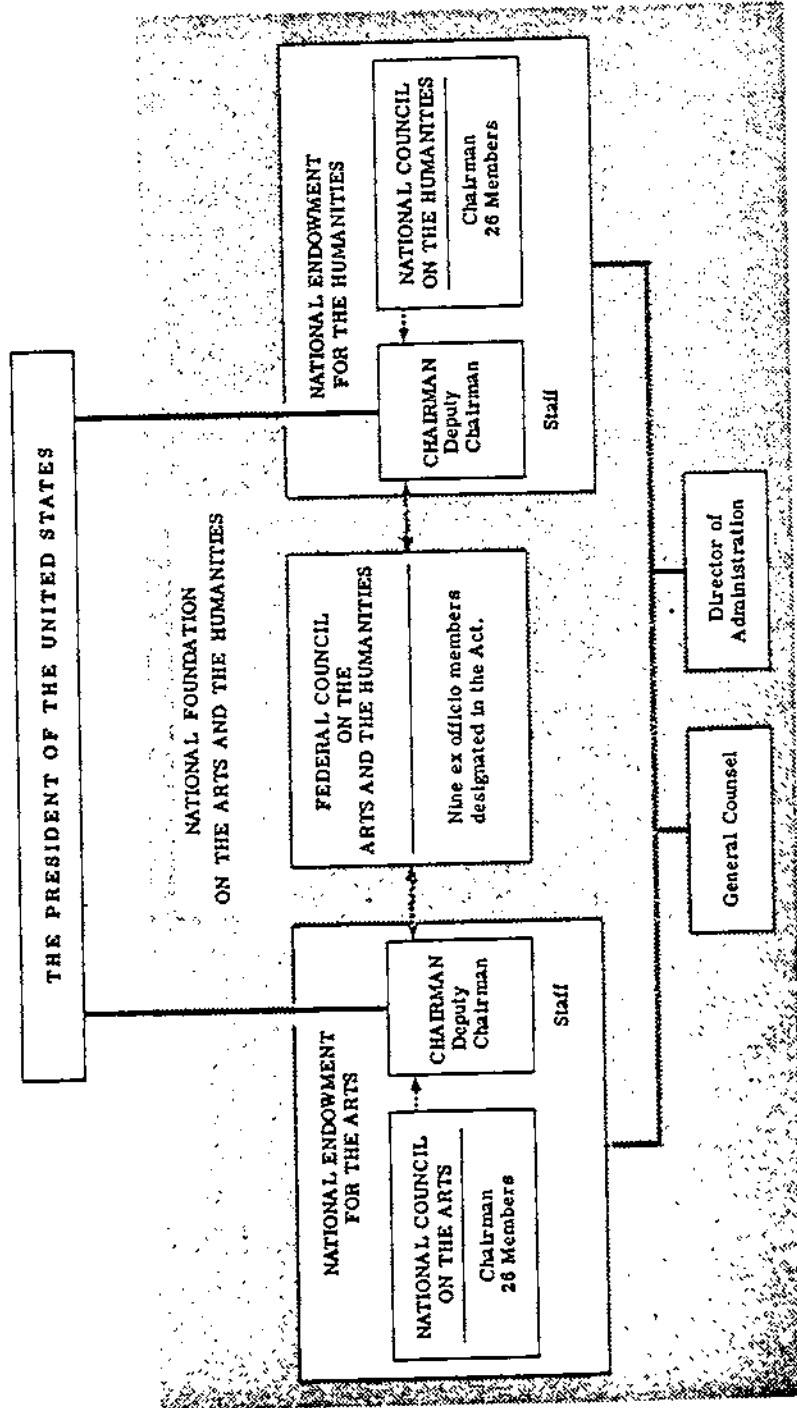 THE PRESIDENT OF THE UNITED STATES
NATIONAL FOUNDATION
ON THE ARTS AND THE HUMANITIES
NATIONAL ENDOWMENT
FOR THE ARTS
NATIONAL COUNCIL
ON THE ARTS
Chairman
26 Members
CHAIRMAN
Deputy
Chairman
Staff
FEDERAL COUNCIL
ON THE
ARTS AND THE HUMANITIES
Nine ex officio members
designated in the Act.
NATIONAL ENDOWMENT
FOR THE HUMANITIES
CHAIRMAN
Deputy
Chairman
Staff
NATIONAL COUNCIL
ON THE HUMANITIES
Chairman
26 Members
General Counsel
Director of
Administration